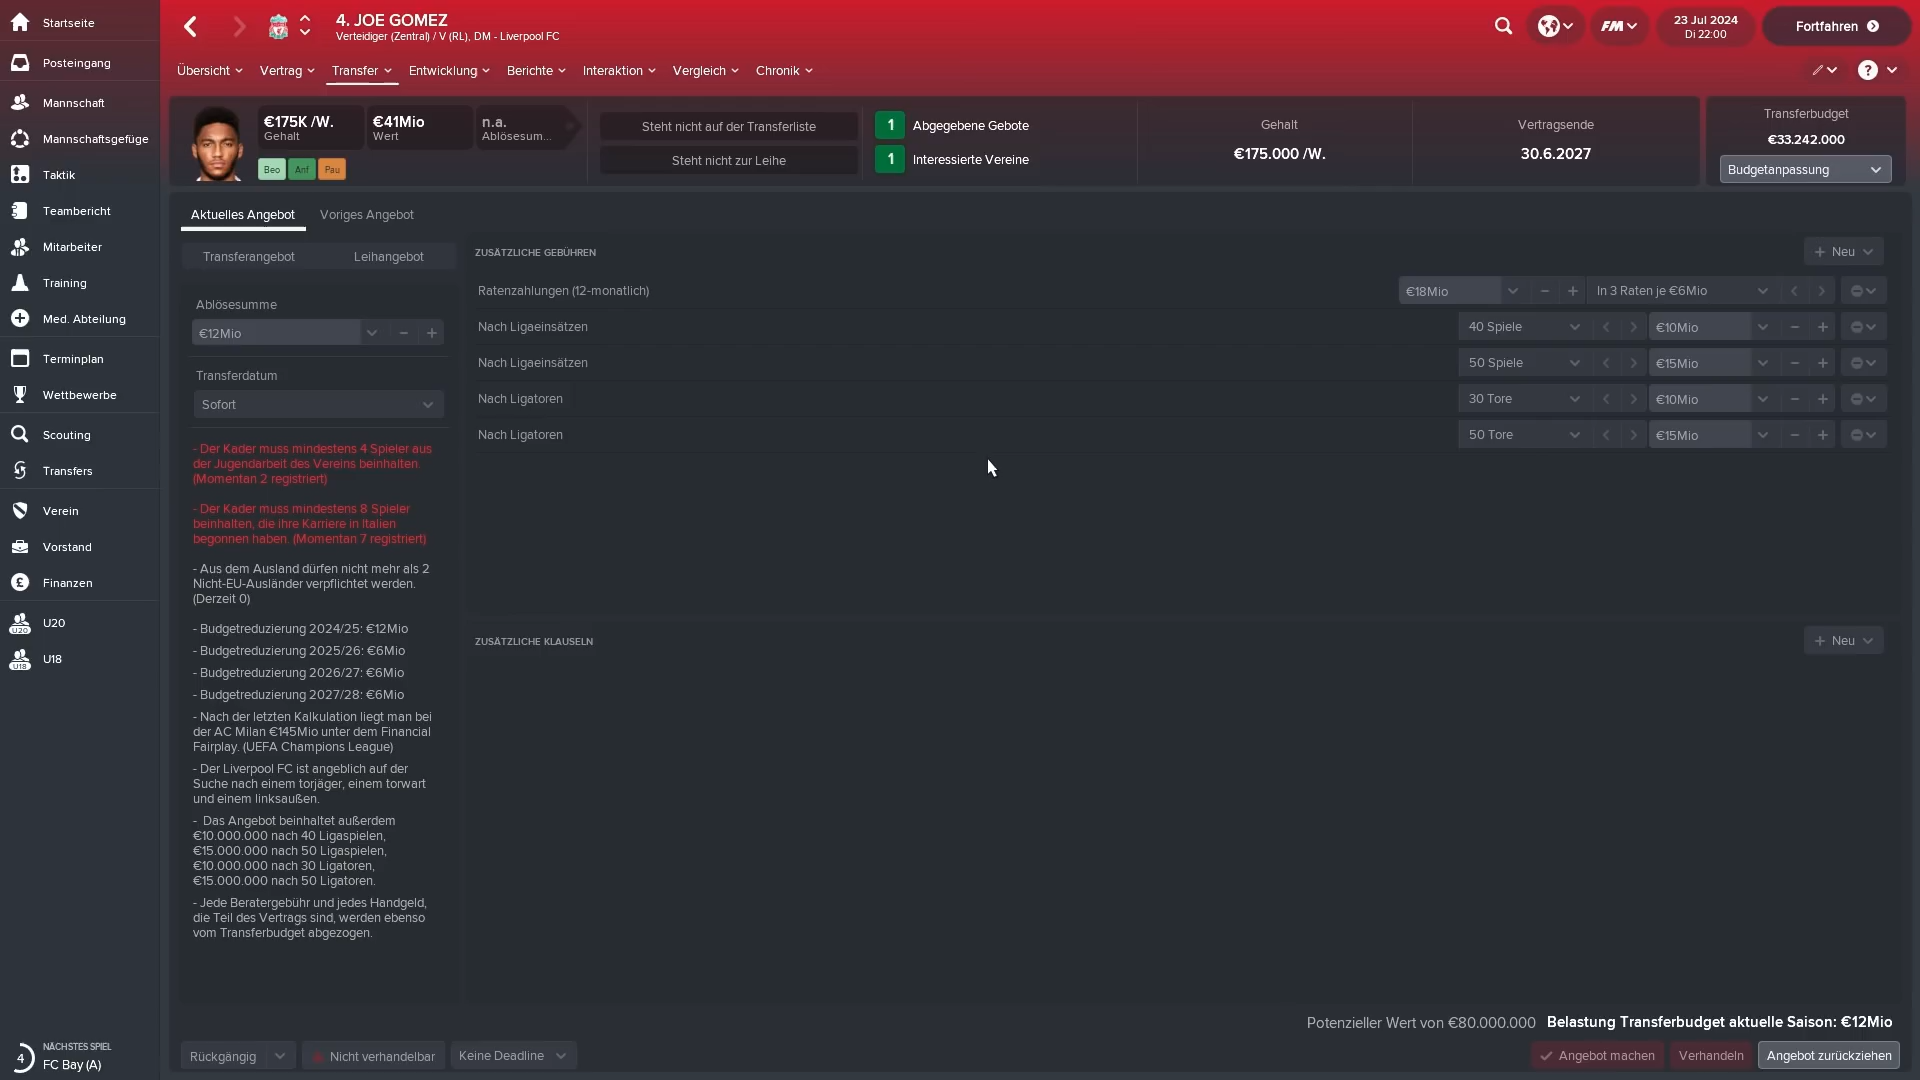 Startseite
Posteingang
Mannschaft
Mannschaftsgefüge
Taktik
Teambericht
Mitarbeiter
Training
Med. Abteilung
Terminplan
Wettbewerbe
Scouting
Transfers
Verein
Vorstand
Finanzen
U20
U20
U18
U18
4
NÄCHSTES SPIEL
FC Bay (A)
4. JOE GOMEZ
Verteidiger (Zentral) / V (RL), DM - Liverpool FC
FM
23 Jul 2024
Di 22:00
Fortfahren
Übersicht
Vertrag
Transfer
Entwicklung
Berichte
Interaktion
Vergleich
Chronik
?
€175K /W.
Gehalt
€41Mio
Wert
n.a.
Ablösesum...
Beo
Anf
Pau
Steht nicht auf der Transferliste
Steht nicht zur Leihe
1 Abgegebene Gebote
1 Interessierte Vereine
Gehalt
€175.000 /W.
Vertragsende
30.6.2027
Transferbudget
€33.242.000
Budgetanpassung
Aktuelles Angebot
Voriges Angebot
Transferangebot
Leihangebot
Ablösesumme
€12Mio
Transferdatum
Sofort
- Der Kader muss mindestens 4 Spieler aus
der Jugendarbeit des Vereins beinhalten.
(Momentan 2 registriert)
- Der Kader muss mindestens 8 Spieler
beinhalten, die ihre Karriere in Italien
begonnen haben. (Momentan 7 registriert)
- Aus dem Ausland dürfen nicht mehr als 2
Nicht-EU-Ausländer verpflichtet werden.
(Derzeit 0)
- Budgetreduzierung 2024/25: €12Mio
- Budgetreduzierung 2025/26: €6Mio
- Budgetreduzierung 2026/27: €6Mio
- Budgetreduzierung 2027/28: €6Mio
- Nach der letzten Kalkulation liegt man bei
der AC Milan €145Mio unter dem Financial
Fairplay. (UEFA Champions League)
- Der Liverpool FC ist angeblich auf der
Suche nach einem torjäger, einem torwart
und einem linksaußen.
- Das Angebot beinhaltet außerdem
€10.000.000 nach 40 Ligaspielen,
€15.000.000 nach 50 Ligaspielen,
€10.000.000 nach 30 Ligatoren,
€15.000.000 nach 50 Ligatoren.
- Jede Beratergebühr und jedes Handgeld,
die Teil des Vertrags sind, werden ebenso
vom Transferbudget abgezogen.
ZUSÄTZLICHE GEBÜHREN
+ Neu
Ratenzahlungen (12-monatlich) €18Mio - + In 3 Raten je €6Mio
Nach Ligaeinsätzen 40 Spiele €10Mio - +
Nach Ligaeinsätzen 50 Spiele €15Mio - +
Nach Ligatoren 30 Tore €10Mio - +
Nach Ligatoren 50 Tore €15Mio - +
ZUSÄTZLICHE KLAUSELN
+ Neu
Potenzieller Wert von €80.000.000 Belastung Transferbudget aktuelle Saison: €12Mio
Rückgängig
Nicht verhandelbar
Keine Deadline
Angebot machen
Verhandeln
Angebot zurückziehen